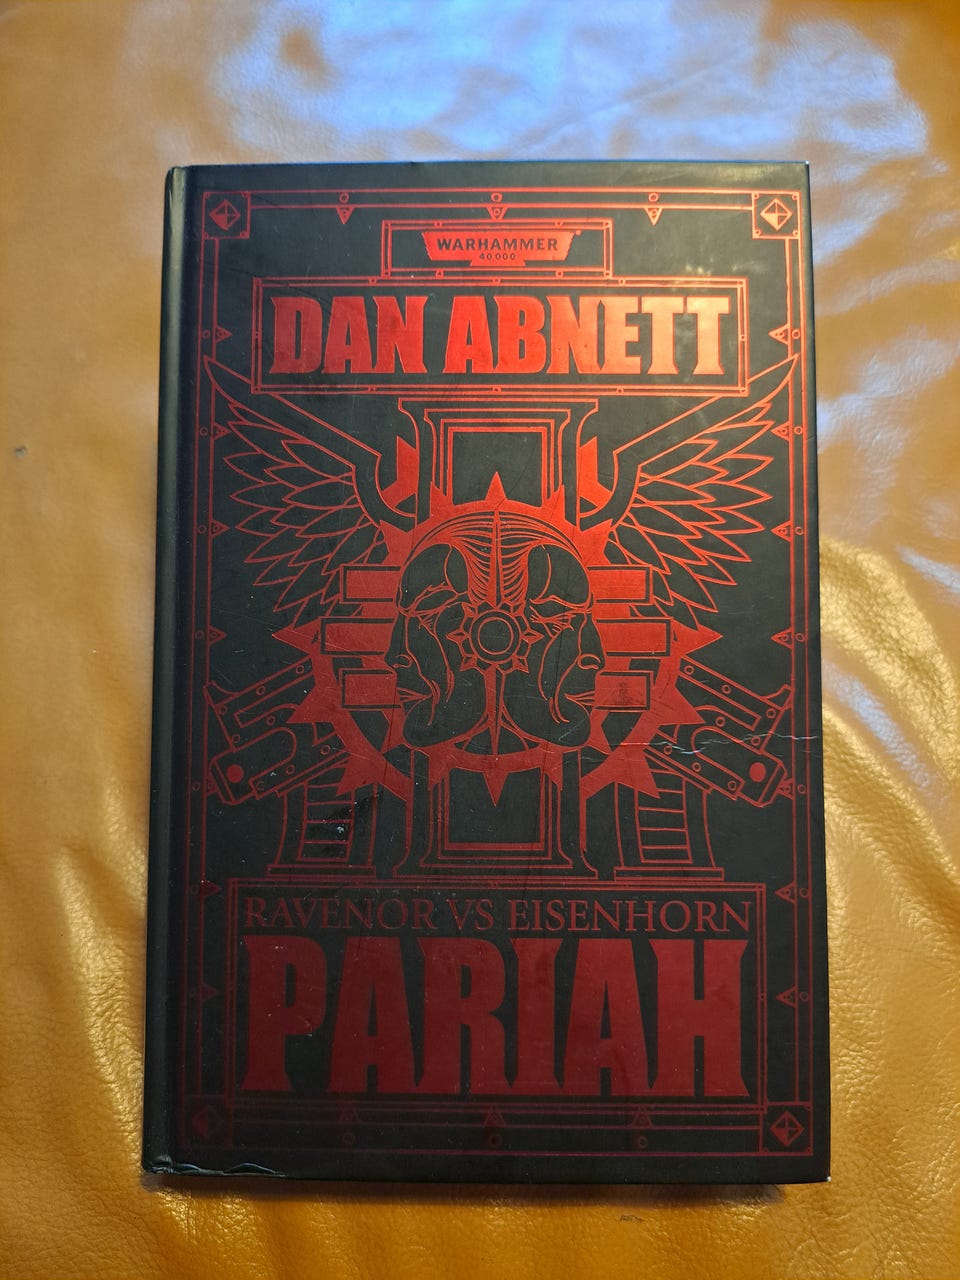 WARHAMMER
40,000
DAN ABNETT
RAVENOR VS EISENHORN
PARIAH